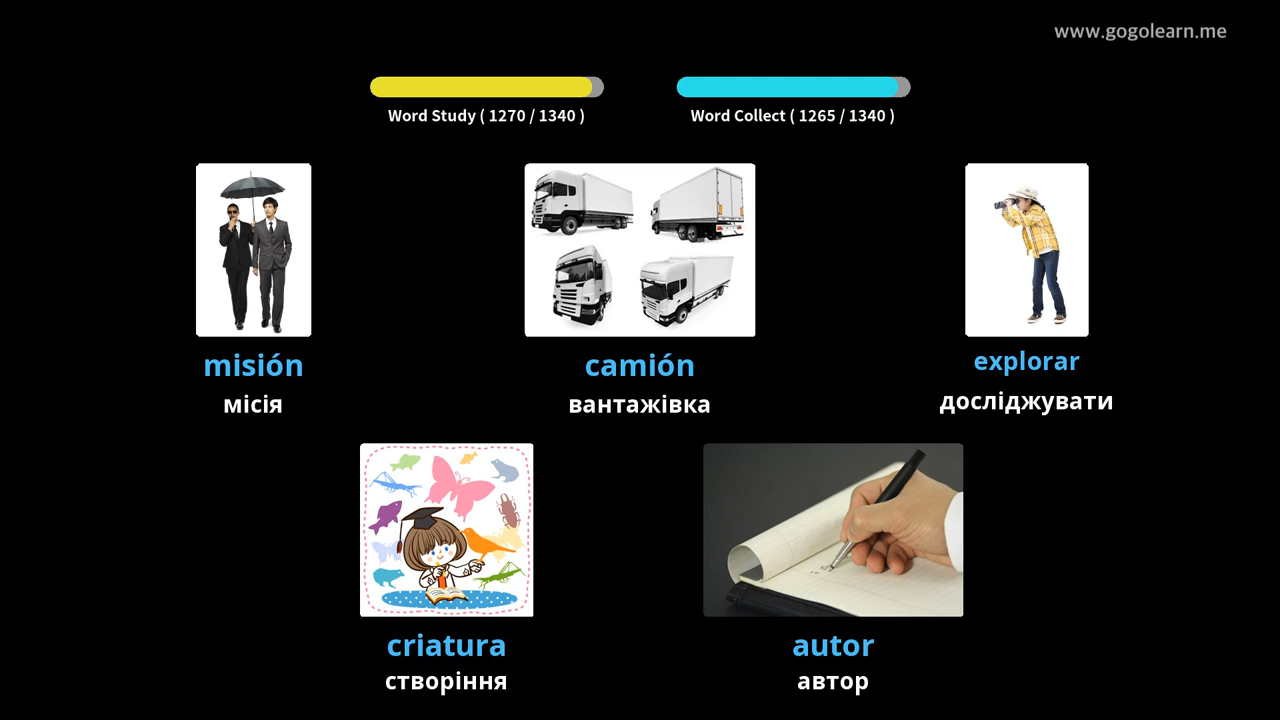 www.gogolearn.me
Word Study ( 1270 / 1340 )
Word Collect ( 1265 / 1340 )
misión
місія
camión
вантажівка
explorar
досліджувати
criatura
створіння
autor
автор